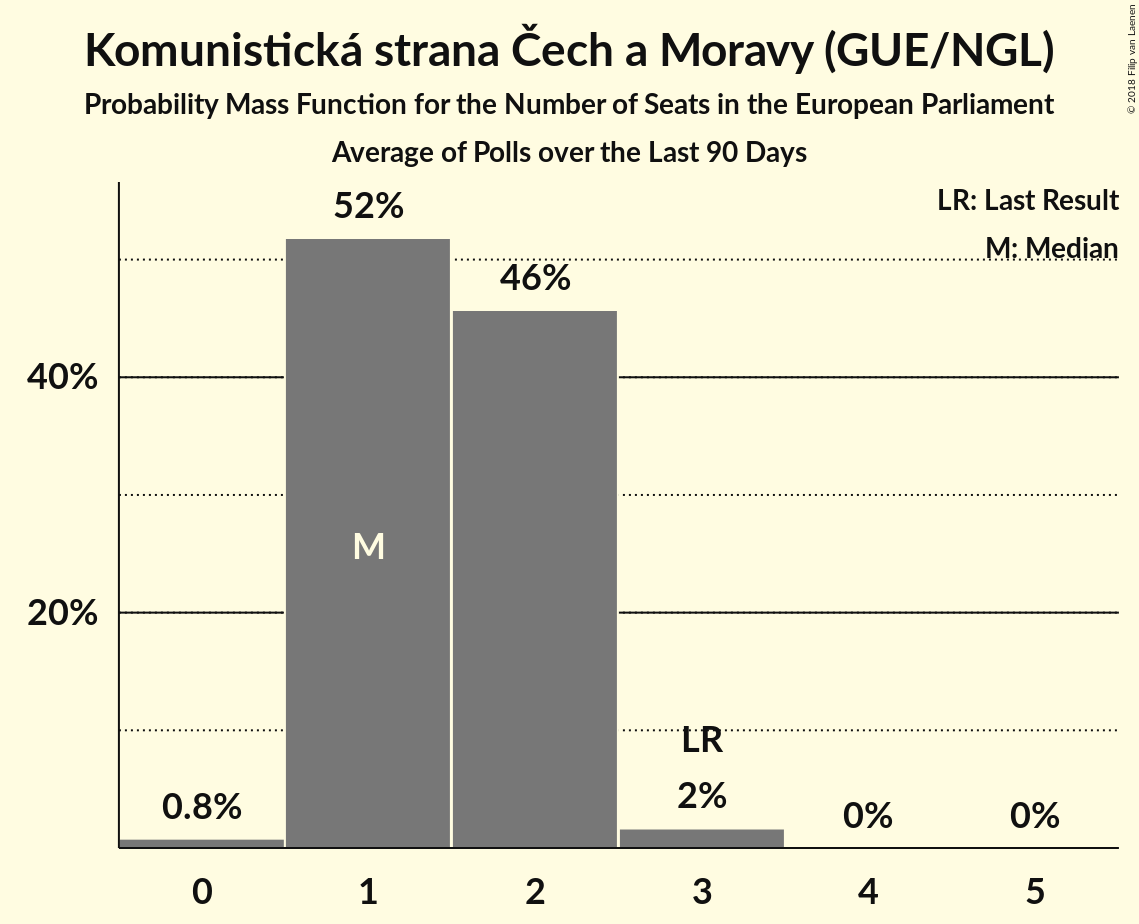 Komunistická strana Čech a Moravy (GUE/NGL)
Probability Mass Function for the Number of Seats in the European Parliament
Average of Polls over the Last 90 Days
© 2018 Filip van Laenen
LR: Last Result
M: Median
52%
46%
40%
M
20%
LR
0.8%
2%
0%
0%
0 1 2 3 4 5